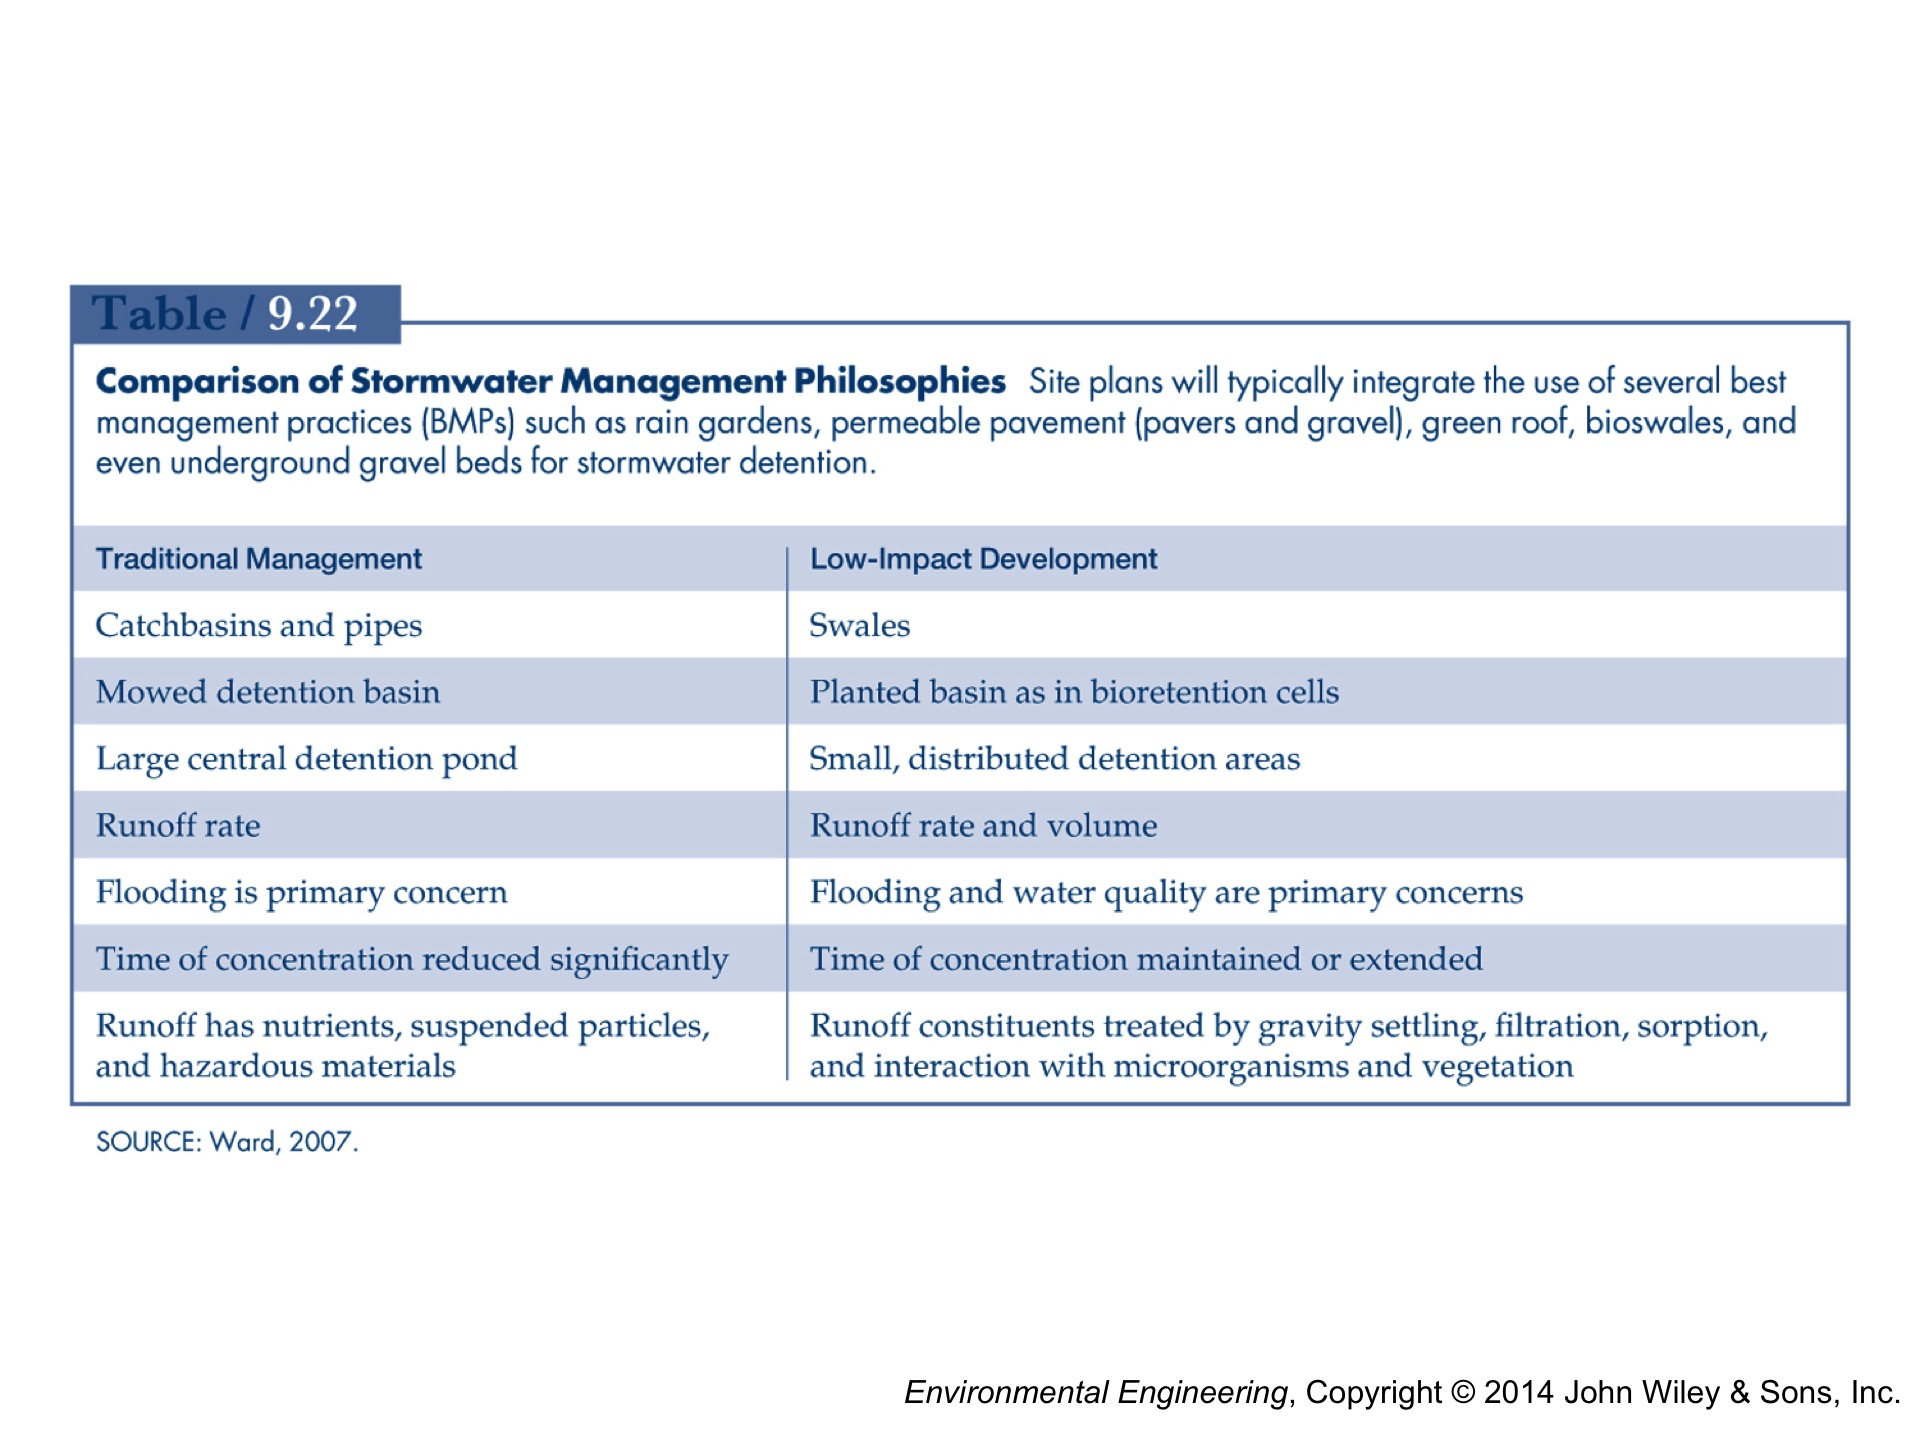 Table / 9.22
Comparison of Stormwater Management Philosophies Site plans will typically integrate the use of several best
management practices (BMPs) such as rain gardens, permeable pavement (pavers and gravel), green roof, bioswales, and
even underground gravel beds for stormwater detention.
Traditional Management Low-Impact Development
Catchbasins and pipes Swales
Mowed detention basin Planted basin as in bioretention cells
Large central detention pond Small, distributed detention areas
Runoff rate Runoff rate and volume
Flooding is primary concern Flooding and water quality are primary concerns
Time of concentration reduced significantly Time of concentration maintained or extended
Runoff has nutrients, suspended particles, Runoff constituents treated by gravity settling, filtration, sorption,
and hazardous materials and interaction with microorganisms and vegetation
SOURCE: Ward, 2007.
Environmental Engineering, Copyright © 2014 John Wiley & Sons, Inc.